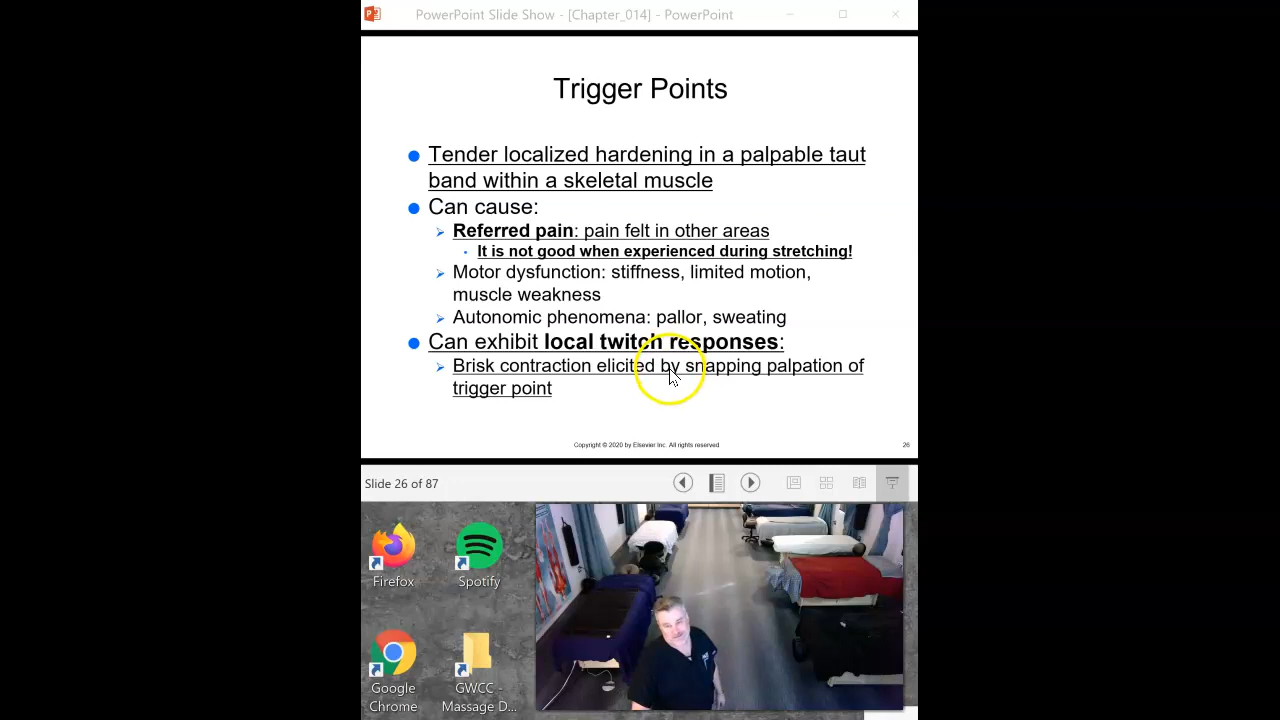 PowerPoint Slide Show - [Chapter_014] - PowerPoint
Trigger Points
Tender localized hardening in a palpable taut
band within a skeletal muscle
Can cause:
Referred pain: pain felt in other areas
It is not good when experienced during stretching!
Motor dysfunction: stiffness, limited motion,
muscle weakness
Autonomic phenomena: pallor, sweating
Can exhibit local twitch responses:
Brisk contraction elicited by snapping palpation of
trigger point
Copyright © 2020 by Elsevier Inc. All rights reserved
26
Slide 26 of 87
Firefox
Spotify
Google
Chrome
GWCC -
Massage D...